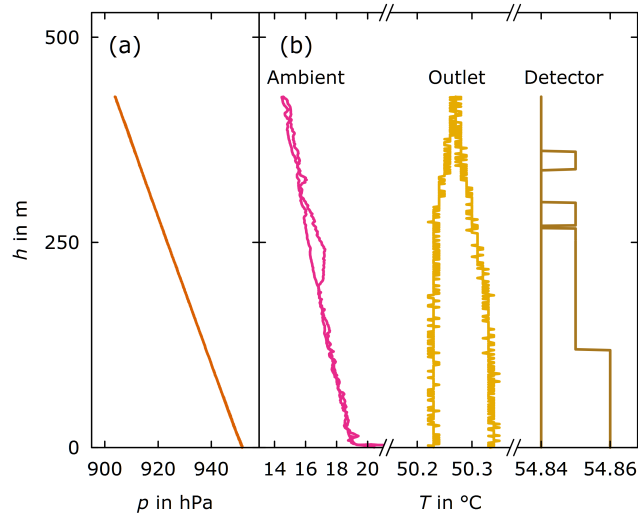 (a)
(b)
Ambient
Outlet
Detector
500
250
0
h in m
900 920 940
14 16 18 20
50.2 50.3
54.84 54.86
p in hPa
T in °C